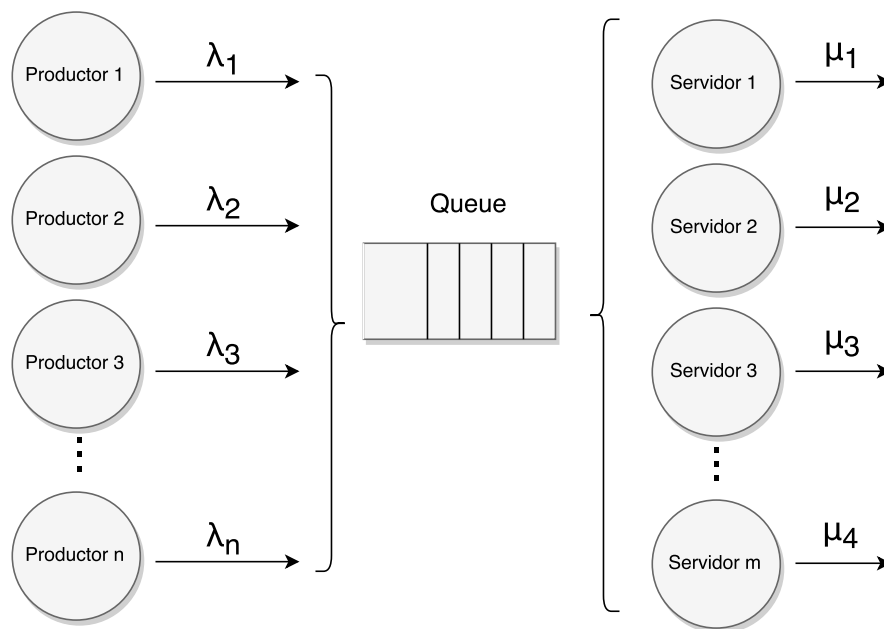 Productor 1
λ1
Productor 2
λ2
Productor 3
λ3
Productor n
λn
Queue
Servidor 1
μ1
Servidor 2
μ2
Servidor 3
μ3
Servidor m
μ4